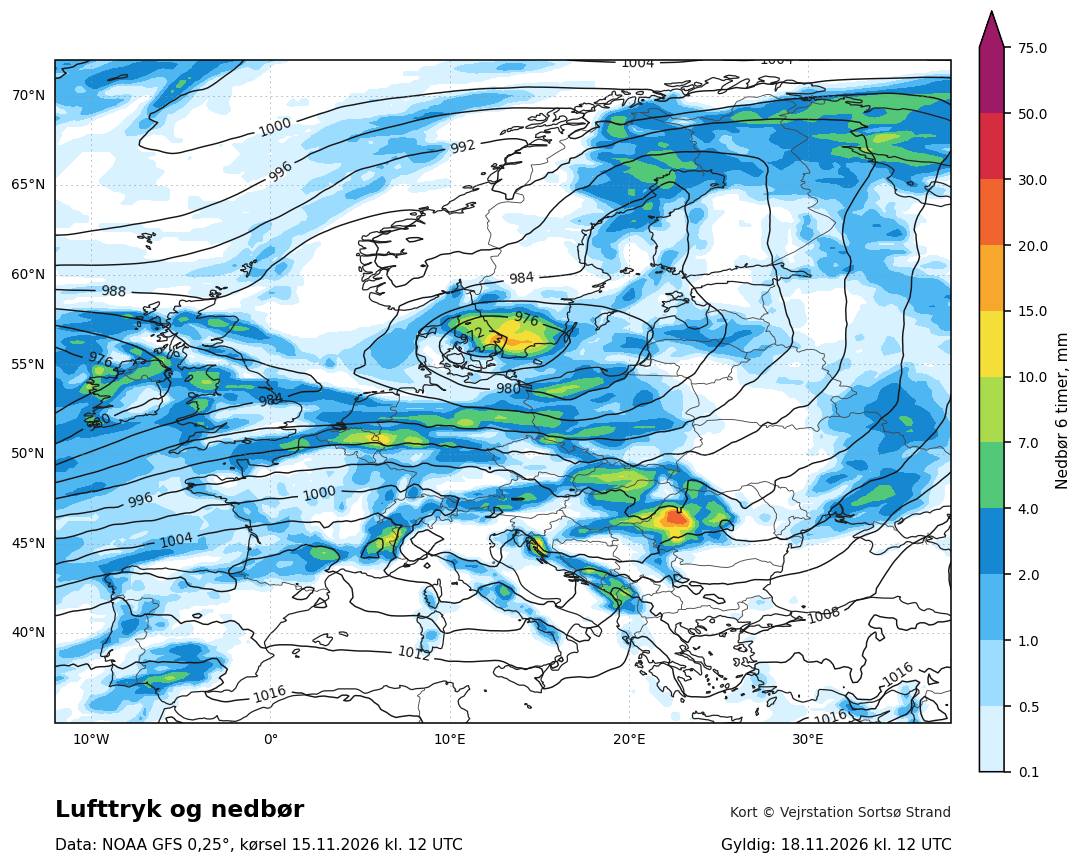 1004
1004
75.0
70°N
1000
992
50.0
996
65°N
30.0
20.0
60°N
984
988
15.0
976
972
976
55°N
980
10.0
984
980
7.0
50°N
1000
996
4.0
1004
45°N
2.0
1008
40°N
1.0
1012
1016
1016
0.5
1016
10°W
0°
10°E
20°E
30°E
0.1
Nedbør 6 timer, mm
Lufttryk og nedbør
Kort © Vejrstation Sortsø Strand
Data: NOAA GFS 0,25°, kørsel 15.11.2026 kl. 12 UTC
Gyldig: 18.11.2026 kl. 12 UTC